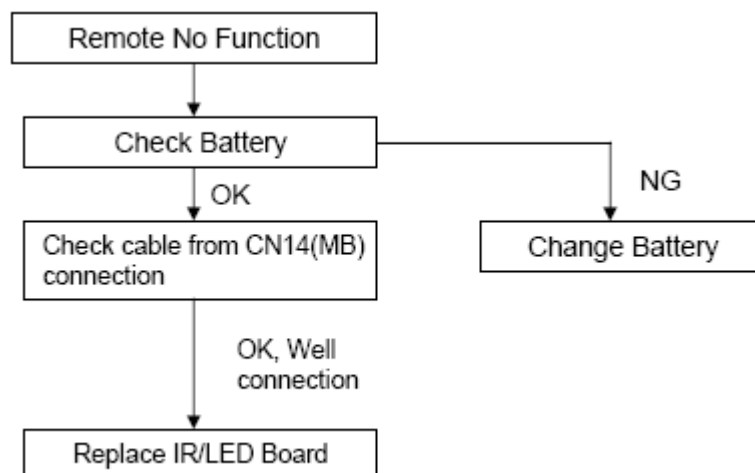 Remote No Function
Check Battery
OK
NG
Check cable from CN14(MB)
connection
Change Battery
OK, Well
connection
Replace IR/LED Board